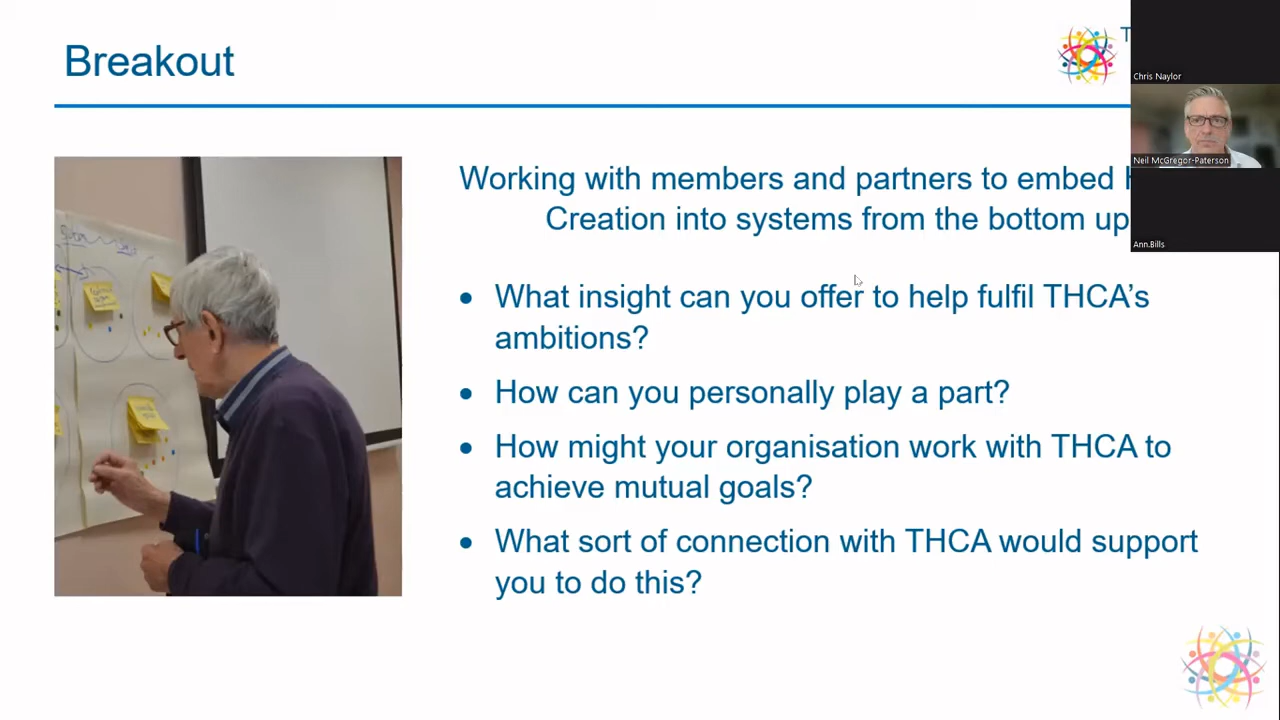 Breakout
T
Chris Naylor
Neil McGregor-Paterson
Ann.Bills
Working with members and partners to embed H
Creation into systems from the bottom up
• What insight can you offer to help fulfil THCA's
ambitions?
• How can you personally play a part?
• How might your organisation work with THCA to
achieve mutual goals?
• What sort of connection with THCA would support
you to do this?